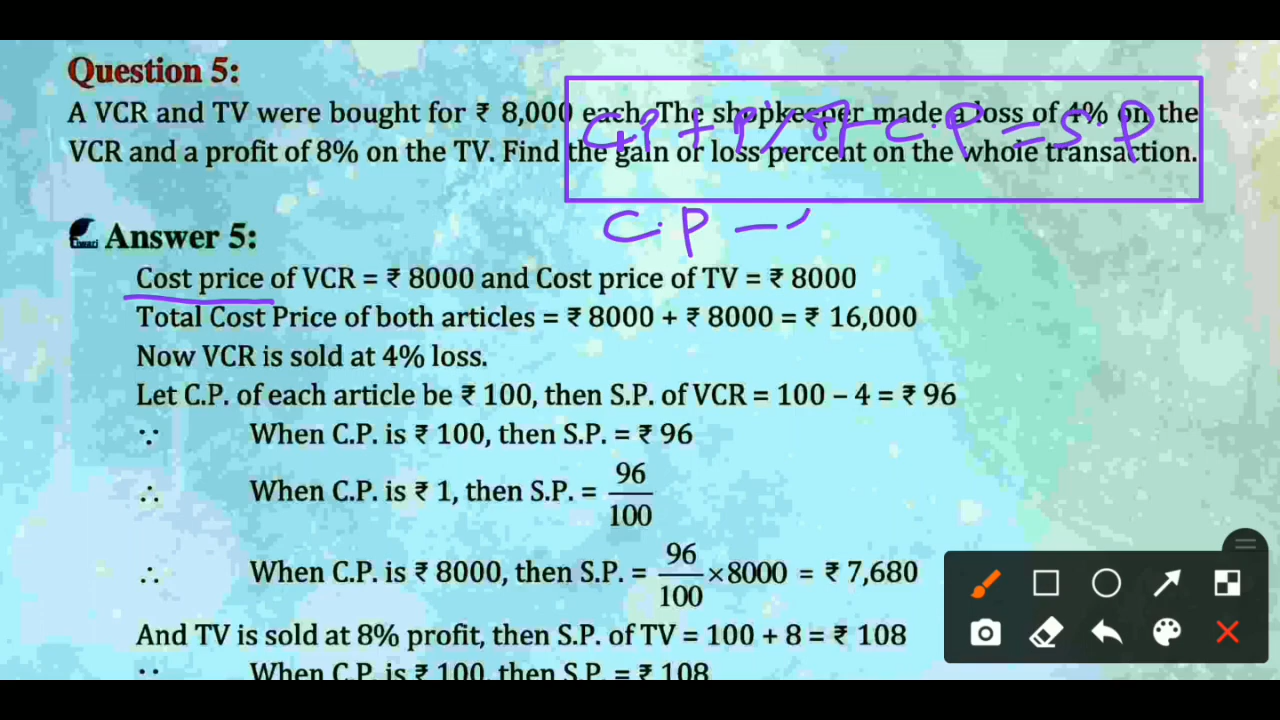 Question 5:
A VCR and TV were bought for ₹ 8,000 each. The shopkeeper made a loss of 4% on the
VCR and a profit of 8% on the TV. Find the gain or loss percent on the whole transaction.
C.P + P% of C.P = S.P
C.P –
Answer 5:
Cost price of VCR = ₹ 8000 and Cost price of TV = ₹ 8000
Total Cost Price of both articles = ₹ 8000 + ₹ 8000 = ₹ 16,000
Now VCR is sold at 4% loss.
Let C.P. of each article be ₹ 100, then S.P. of VCR = 100 – 4 = ₹ 96
∵ When C.P. is ₹ 100, then S.P. = ₹ 96
∴ When C.P. is ₹ 1, then S.P. = 96/100
∴ When C.P. is ₹ 8000, then S.P. = 96/100 × 8000 = ₹ 7,680
And TV is sold at 8% profit, then S.P. of TV = 100 + 8 = ₹ 108
∵ When C.P. is ₹ 100, then S.P. = ₹ 108